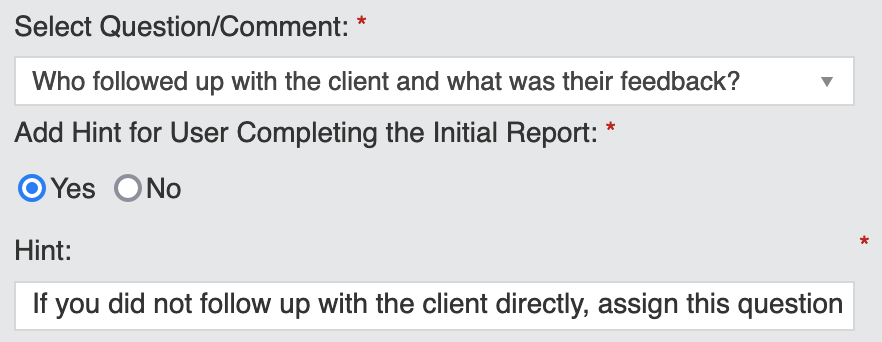 Select Question/Comment: *
Who followed up with the client and what was their feedback?
Add Hint for User Completing the Initial Report: *
Yes No
Hint: *
If you did not follow up with the client directly, assign this question